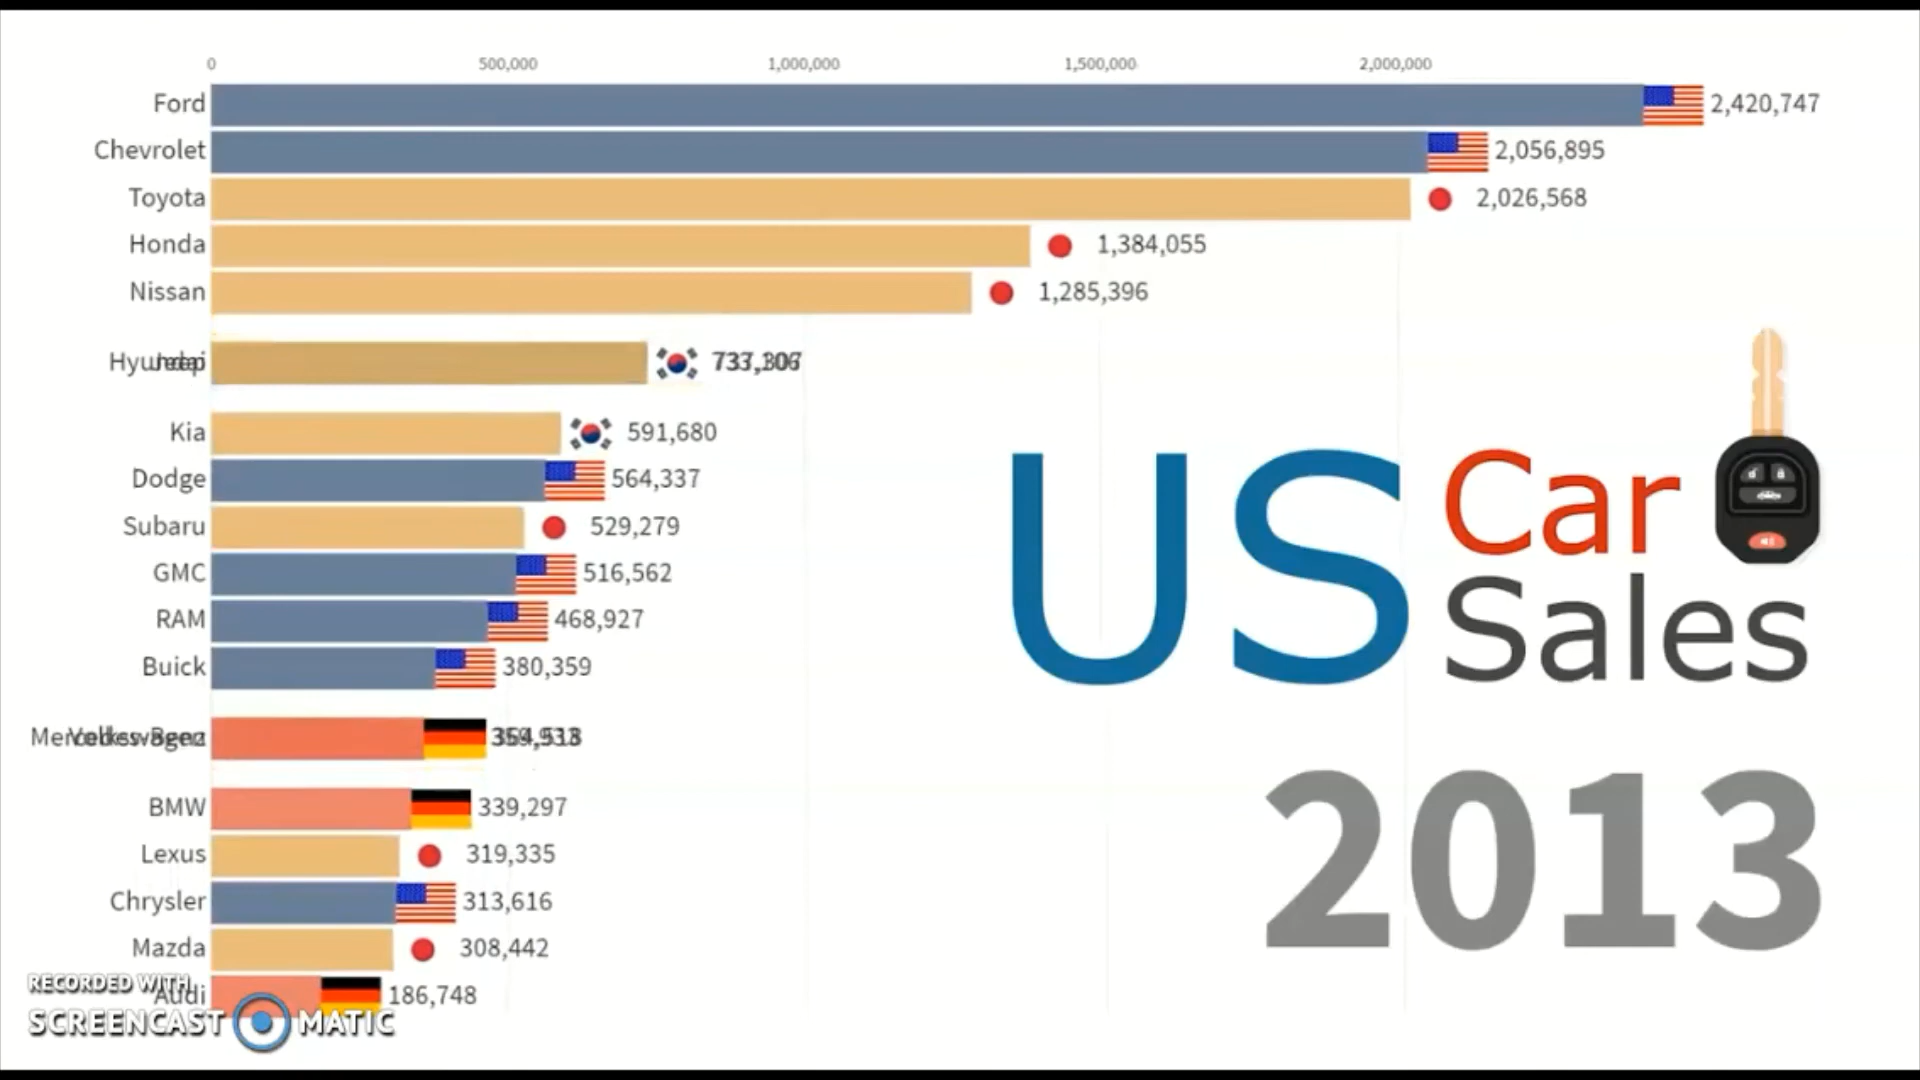 0 500,000 1,000,000 1,500,000 2,000,000
Ford 2,420,747
Chevrolet 2,056,895
Toyota 2,026,568
Honda 1,384,055
Nissan 1,285,396
Hyundai
Kia 591,680
Dodge 564,337
Subaru 529,279
GMC 516,562
RAM 468,927
Buick 380,359
BMW 339,297
Lexus 319,335
Chrysler 313,616
Mazda 308,442
Audi 186,748
US Car
Sales
2013
RECORDED WITH
SCREENCAST MATIC